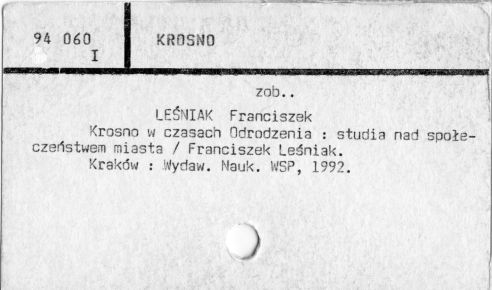 94 060
I
KROSNO
zob..
LEŚNIAK Franciszek
Krosno w czasach Odrodzenia : studia nad społe-
czeństwem miasta / Franciszek Leśniak.
Kraków : Wydaw. Nauk. WSP, 1992.